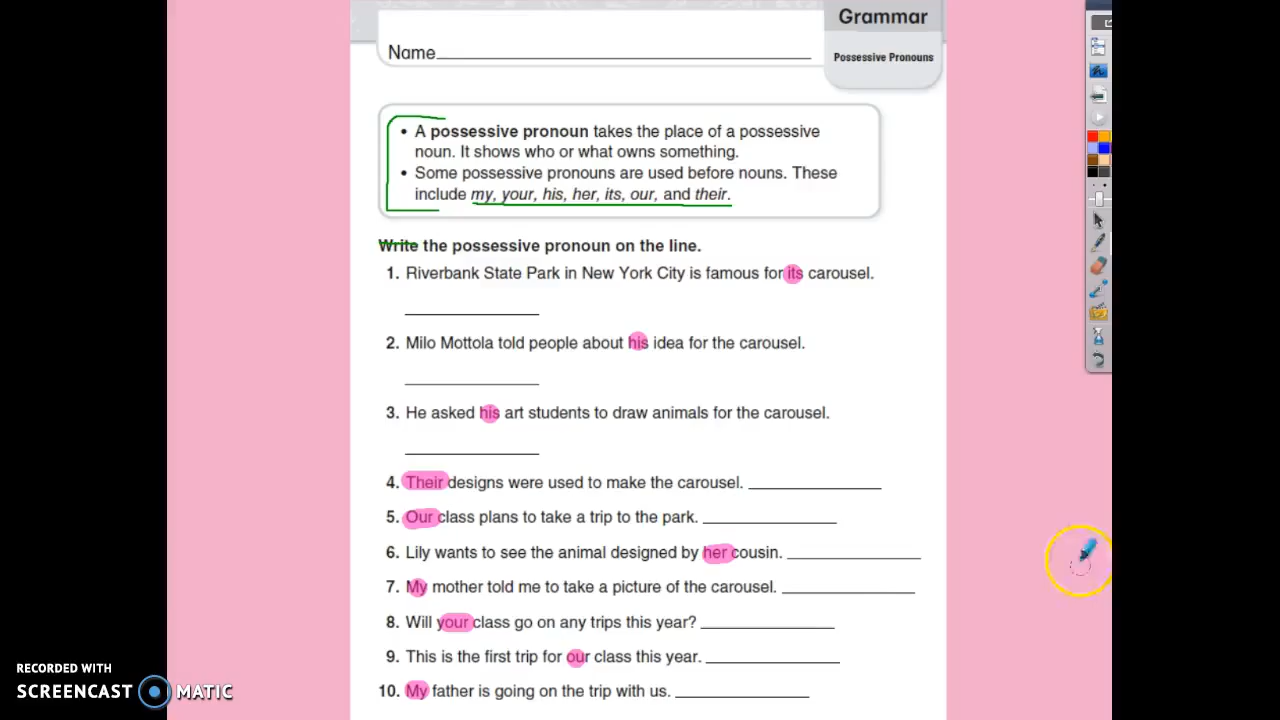 Grammar
Name
Possessive Pronouns
• A possessive pronoun takes the place of a possessive
noun. It shows who or what owns something.
• Some possessive pronouns are used before nouns. These
include my, your, his, her, its, our, and their.
Write the possessive pronoun on the line.
1. Riverbank State Park in New York City is famous for its carousel.
2. Milo Mottola told people about his idea for the carousel.
3. He asked his art students to draw animals for the carousel.
4. Their designs were used to make the carousel.
5. Our class plans to take a trip to the park.
6. Lily wants to see the animal designed by her cousin.
7. My mother told me to take a picture of the carousel.
8. Will your class go on any trips this year?
9. This is the first trip for our class this year.
10. My father is going on the trip with us.
RECORDED WITH
SCREENCAST MATIC